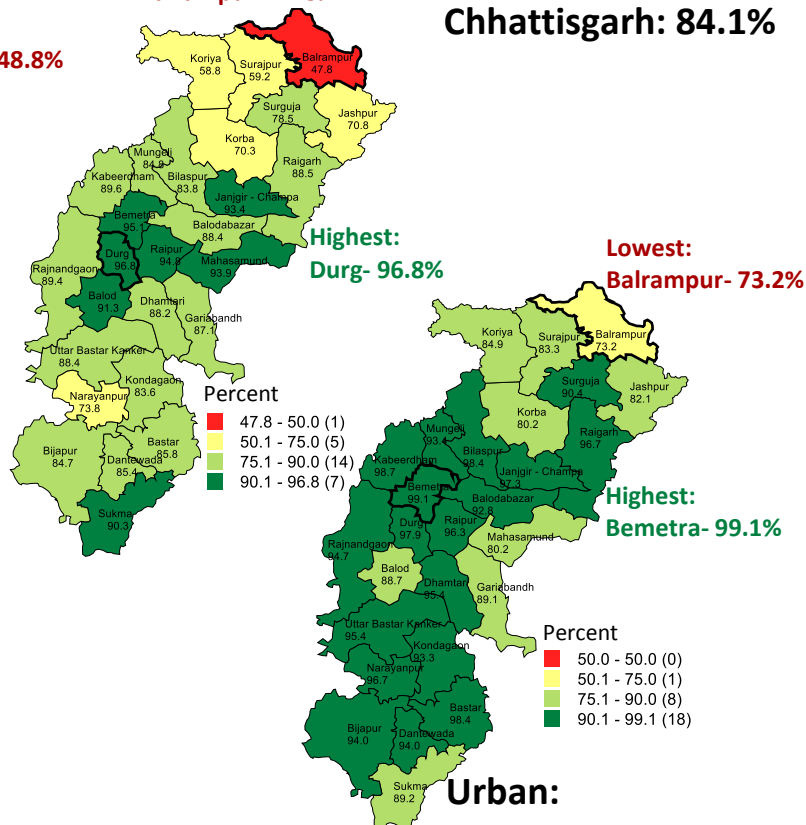 Chhattisgarh: 84.1%
48.8%
Koriya
58.8
Surajpur
59.2
Balrampur
47.8
Surguja
78.5
Jashpur
70.8
Korba
70.3
Mungeli
84.8
Raigarh
88.5
Kabeerdham
89.6
Bilaspur
83.8
Janjgir - Champa
93.4
Bemetra
95.1
Balodabazar
88.4
Durg
96.8
Raipur
94.8
Mahasamund
93.9
Rajnandgaon
89.4
Balod
91.3
Dhamtari
88.2
Gariabandh
87.1
Uttar Bastar Kanker
88.4
Kondagaon
83.6
Narayanpur
73.8
Bastar
85.8
Bijapur
84.7
Dantewada
85.4
Sukma
90.3
Highest:
Durg- 96.8%
Percent
47.8 - 50.0 (1)
50.1 - 75.0 (5)
75.1 - 90.0 (14)
90.1 - 96.8 (7)
Lowest:
Balrampur- 73.2%
Koriya
84.9
Surajpur
83.3
Balrampur
73.2
Surguja
90.4
Jashpur
82.1
Korba
80.2
Mungeli
93.4
Raigarh
96.7
Kabeerdham
98.7
Bilaspur
98.4
Janjgir - Champa
97.3
Bemetra
99.1
Balodabazar
92.8
Durg
97.9
Raipur
96.3
Mahasamund
80.2
Rajnandgaon
94.7
Balod
88.7
Dhamtari
95.4
Gariabandh
89.1
Uttar Bastar Kanker
95.4
Kondagaon
93.3
Narayanpur
96.7
Bastar
98.4
Bijapur
94.0
Dantewada
94.0
Sukma
89.2
Highest:
Bemetra- 99.1%
Percent
50.0 - 50.0 (0)
50.1 - 75.0 (1)
75.1 - 90.0 (8)
90.1 - 99.1 (18)
Urban: